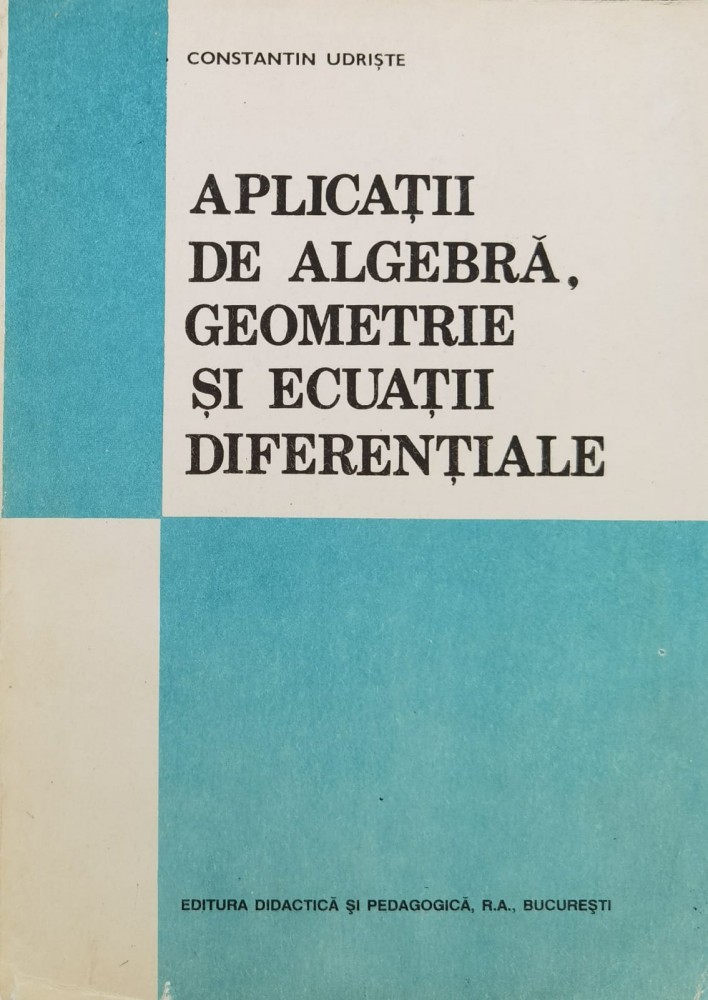 CONSTANTIN UDRIȘTE
APLICAȚII
DE ALGEBRĂ,
GEOMETRIE
ȘI ECUAȚII
DIFERENȚIALE
EDITURA DIDACTICĂ ȘI PEDAGOGICĂ, R.A., BUCUREȘTI